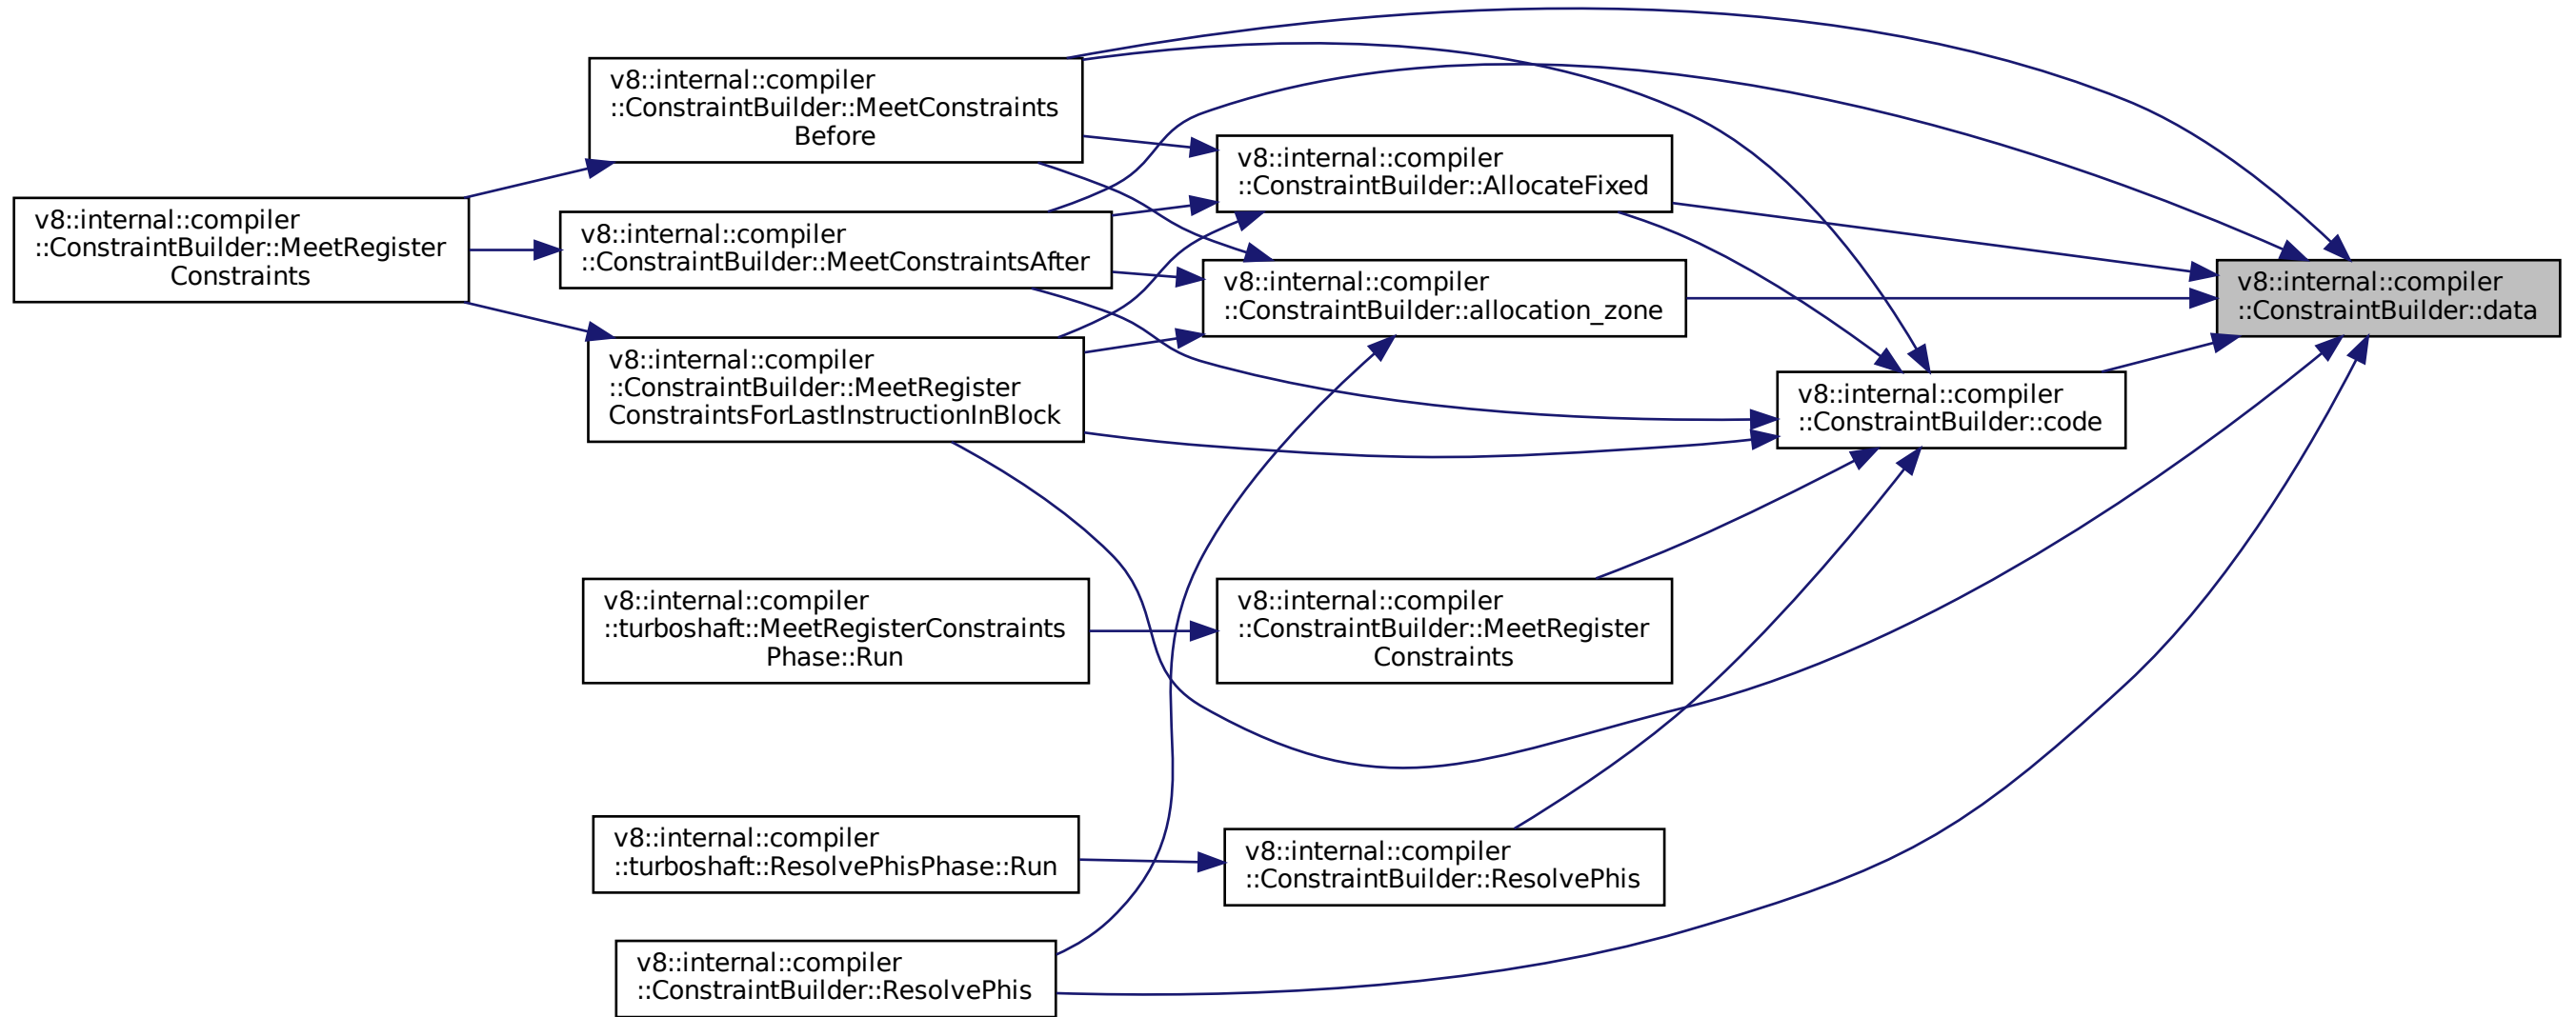 v8::internal::compiler
::ConstraintBuilder::MeetConstraints
Before
v8::internal::compiler
::ConstraintBuilder::AllocateFixed
v8::internal::compiler
::ConstraintBuilder::MeetRegister
Constraints
v8::internal::compiler
::ConstraintBuilder::MeetConstraintsAfter
v8::internal::compiler
::ConstraintBuilder::allocation_zone
v8::internal::compiler
::ConstraintBuilder::data
v8::internal::compiler
::ConstraintBuilder::MeetRegister
ConstraintsForLastInstructionInBlock
v8::internal::compiler
::ConstraintBuilder::code
v8::internal::compiler
::turboshaft::MeetRegisterConstraints
Phase::Run
v8::internal::compiler
::ConstraintBuilder::MeetRegister
Constraints
v8::internal::compiler
::turboshaft::ResolvePhisPhase::Run
v8::internal::compiler
::ConstraintBuilder::ResolvePhis
v8::internal::compiler
::ConstraintBuilder::ResolvePhis